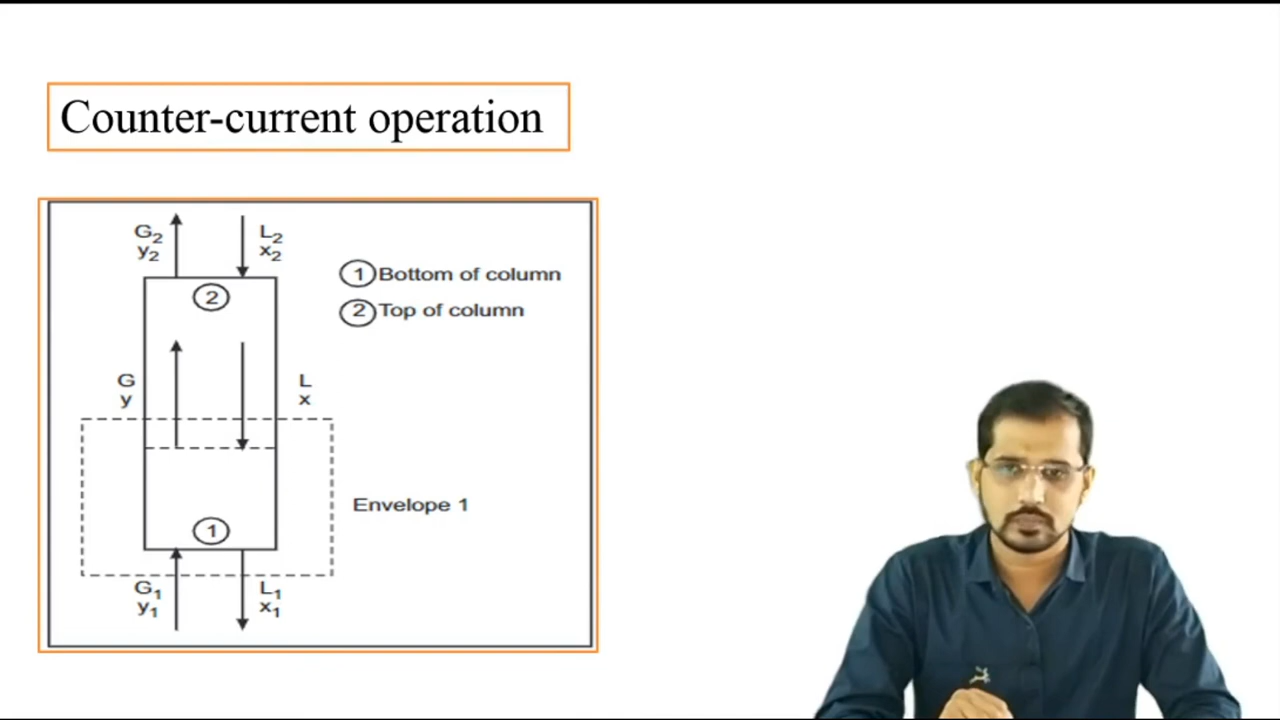 Counter-current operation
G₂ L₂
y₂ x₂
① Bottom of column
② Top of column
②
G L
y x
Envelope 1
①
G₁ L₁
y₁ x₁